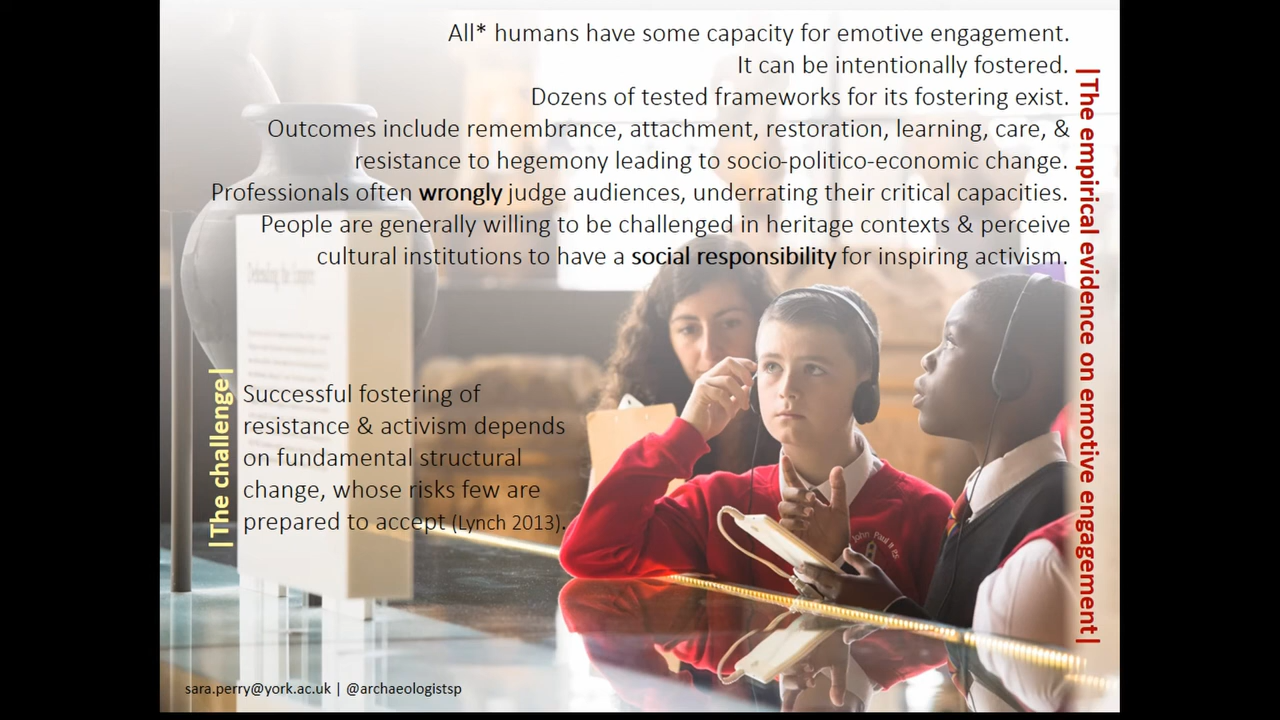 All* humans have some capacity for emotive engagement.
It can be intentionally fostered.
Dozens of tested frameworks for its fostering exist.
Outcomes include remembrance, attachment, restoration, learning, care, &
resistance to hegemony leading to socio-politico-economic change.
Professionals often wrongly judge audiences, underrating their critical capacities.
People are generally willing to be challenged in heritage contexts & perceive
cultural institutions to have a social responsibility for inspiring activism.
|The empirical evidence on emotive engagement|
|The challenge|
Successful fostering of
resistance & activism depends
on fundamental structural
change, whose risks few are
prepared to accept (Lynch 2013).
John Paul II
sara.perry@york.ac.uk | @archaeologistsp